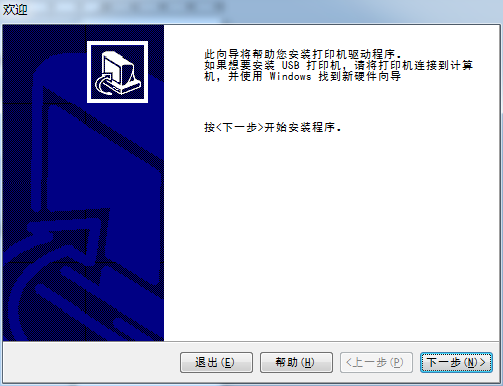 欢迎
此向导将帮助您安装打印机驱动程序。
如果想要安装 USB 打印机，请将打印机连接到计算
机，并使用 Windows 找到新硬件向导
按<下一步>开始安装程序。
退出(E)
帮助(H)
<上一步(P)
下一步(N)>